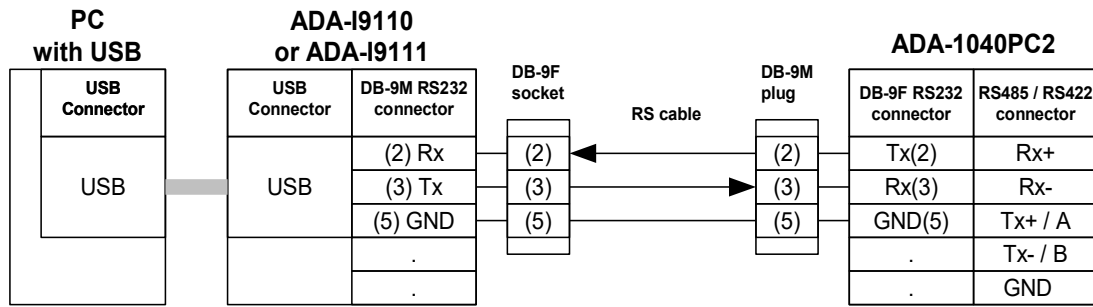 PC
with USB
ADA-I9110
or ADA-I9111
ADA-1040PC2
USB
Connector
USB
Connector
DB-9M RS232
connector
DB-9F
socket
RS cable
DB-9M
plug
DB-9F RS232
connector
RS485 / RS422
connector
USB
USB
(2) Rx
(2)
(2)
Tx(2)
Rx+
(3) Tx
(3)
(3)
Rx(3)
Rx-
(5) GND
(5)
(5)
GND(5)
Tx+ / A
.
.
Tx- / B
.
.
GND